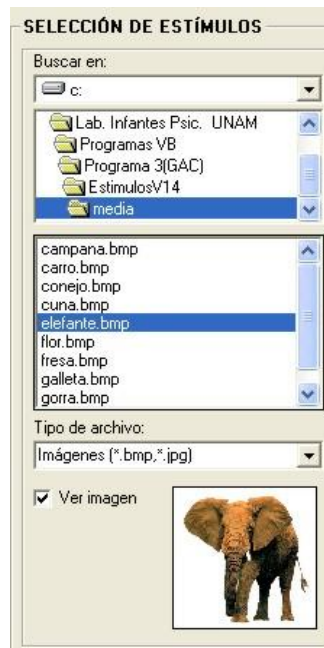 SELECCIÓN DE ESTÍMULOS
Buscar en:
c:
Lab. Infantes Psic. UNAM
Programas VB
Programa 3(GAC)
EstimulosV14
media
campana.bmp
carro.bmp
conejo.bmp
cuna.bmp
elefante.bmp
flor.bmp
fresa.bmp
galleta.bmp
gorra.bmp
Tipo de archivo:
Imágenes (*.bmp,*.jpg)
Ver imagen